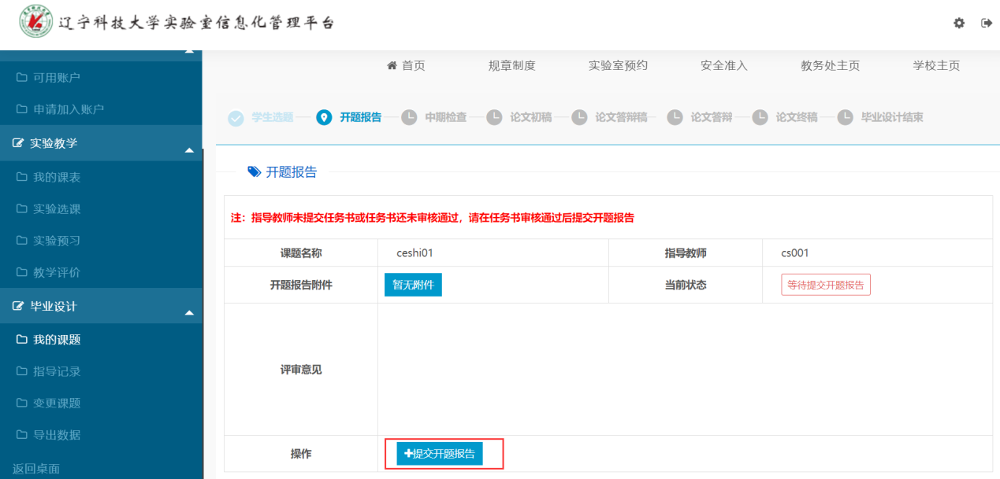 辽宁科技大学实验室信息化管理平台
首页 规章制度 实验室预约 安全准入 教务处主页 学校主页
可用账户
申请加入账户
实验教学
我的课表
实验选课
实验预习
教学评价
毕业设计
我的课题
指导记录
变更课题
导出数据
返回桌面
学生选题 开题报告 中期检查 论文初稿 论文答辩稿 论文答辩 论文终稿 毕业设计结束
开题报告
注：指导教师未提交任务书或任务书还未审核通过，请在任务书审核通过后提交开题报告
课题名称 ceshi01 指导教师 cs001
开题报告附件 暂无附件 当前状态 等待提交开题报告
评审意见
操作 +提交开题报告